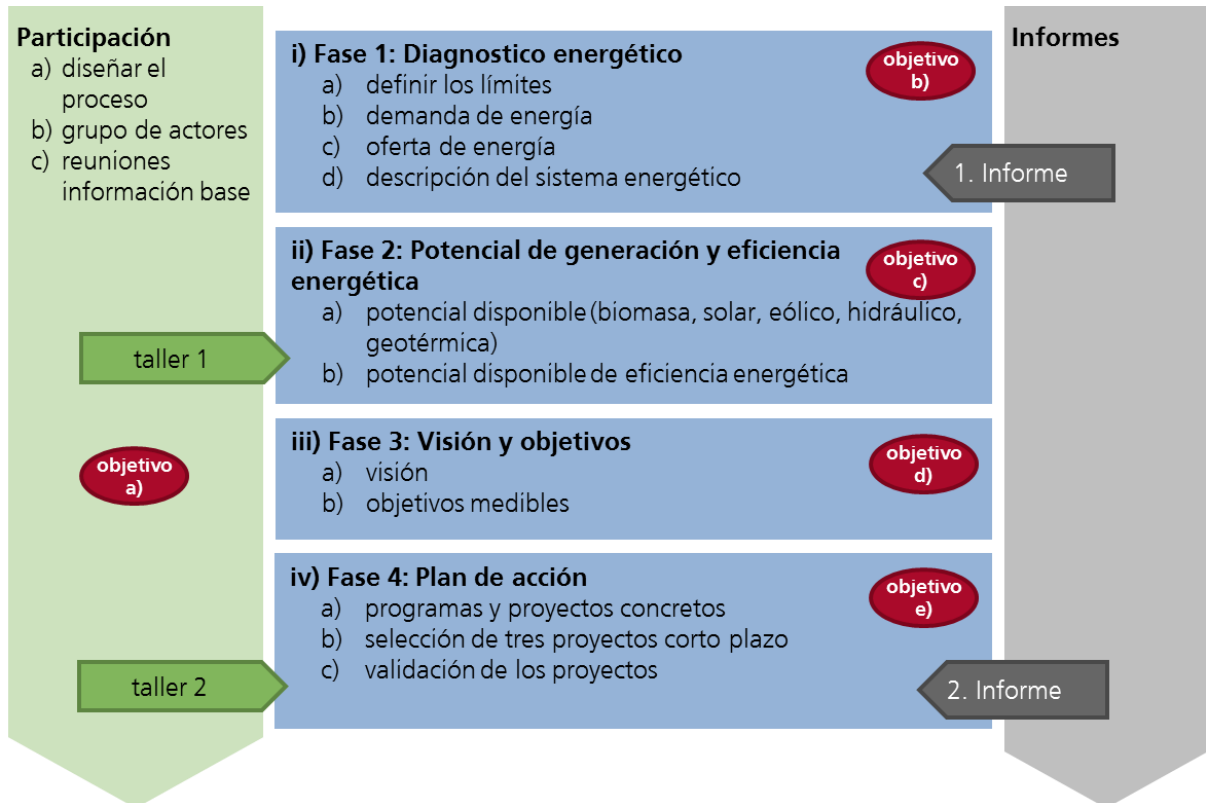 Participación
a) diseñar el
proceso
b) grupo de actores
c) reuniones
información base
taller 1
objetivo
a)
taller 2
i) Fase 1: Diagnostico energético
a) definir los límites
b) demanda de energía
c) oferta de energía
d) descripción del sistema energético
objetivo
b)
ii) Fase 2: Potencial de generación y eficiencia
energética
a) potencial disponible (biomasa, solar, eólico, hidráulico,
geotérmica)
b) potencial disponible de eficiencia energética
objetivo
c)
iii) Fase 3: Visión y objetivos
a) visión
b) objetivos medibles
objetivo
d)
iv) Fase 4: Plan de acción
a) programas y proyectos concretos
b) selección de tres proyectos corto plazo
c) validación de los proyectos
objetivo
e)
Informes
1. Informe
2. Informe